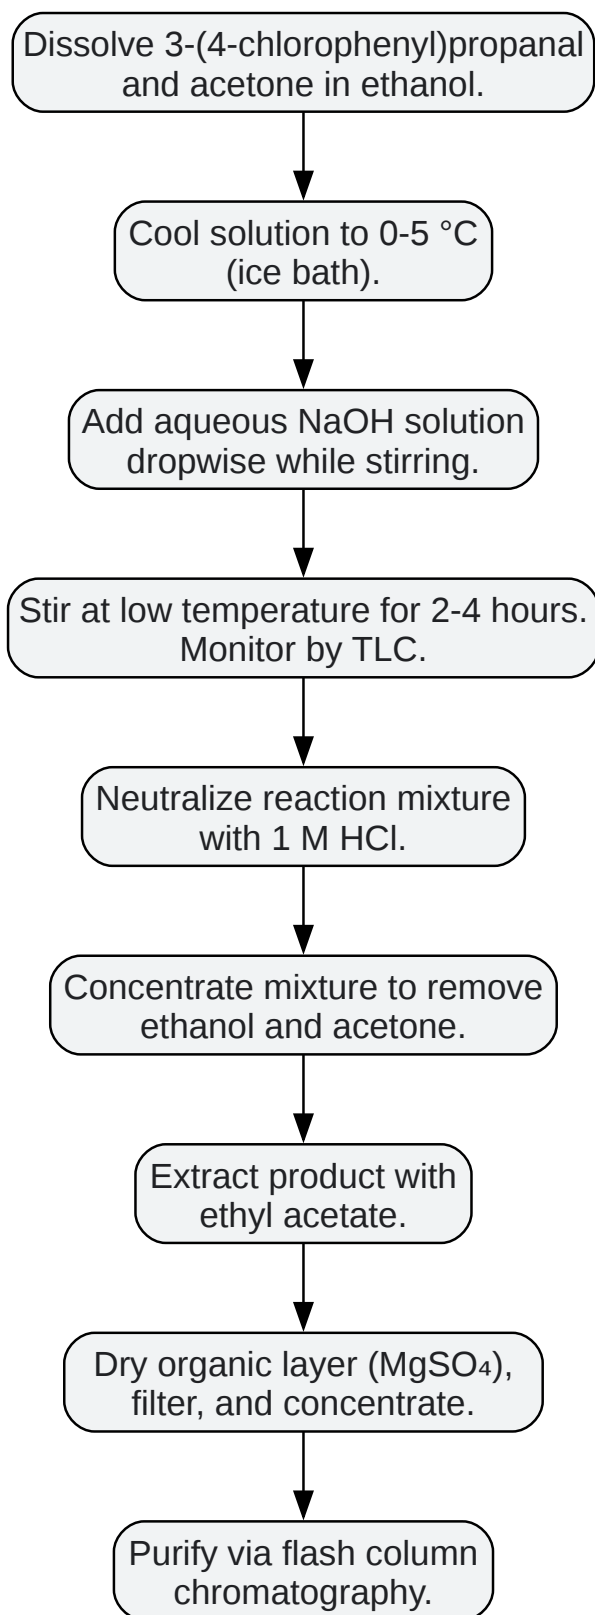 Dissolve 3-(4-chlorophenyl)propanal
and acetone in ethanol.
Cool solution to 0-5 °C
(ice bath).
Add aqueous NaOH solution
dropwise while stirring.
Stir at low temperature for 2-4 hours.
Monitor by TLC.
Neutralize reaction mixture
with 1 M HCl.
Concentrate mixture to remove
ethanol and acetone.
Extract product with
ethyl acetate.
Dry organic layer (MgSO₄),
filter, and concentrate.
Purify via flash column
chromatography.